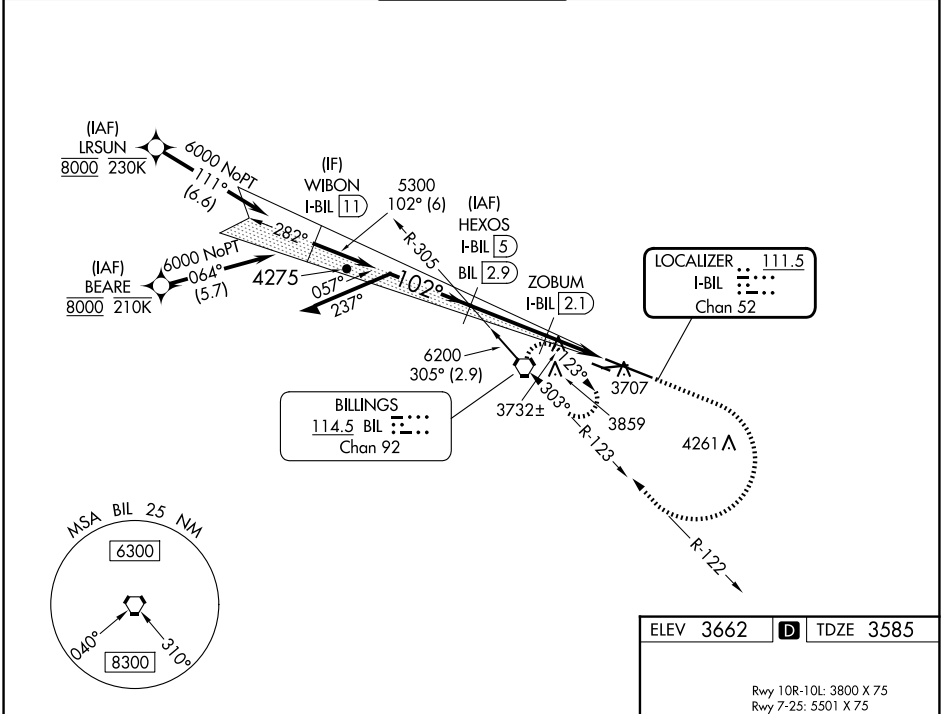 (IAF)
LRSUN
8000 230K
6000 NoPT
111°
(6.6)
(IF)
WIBON
I-BIL 11
5300
102° (6)
(IAF)
HEXOS
I-BIL 5
BIL 2.9
R-305
282°
(IAF)
BEARE
8000 210K
6000 NoPT
064°
(5.7)
4275
057°
237°
102°
ZOBUM
I-BIL 2.1
LOCALIZER 111.5
I-BIL
Chan 52
6200
305° (2.9)
123°
303°
3732±
3707
3859
4261
BILLINGS
114.5 BIL
Chan 92
R-123
R-122
MSA BIL 25 NM
6300
040°
310°
8300
ELEV 3662 D TDZE 3585
Rwy 10R-10L: 3800 X 75
Rwy 7-25: 5501 X 75